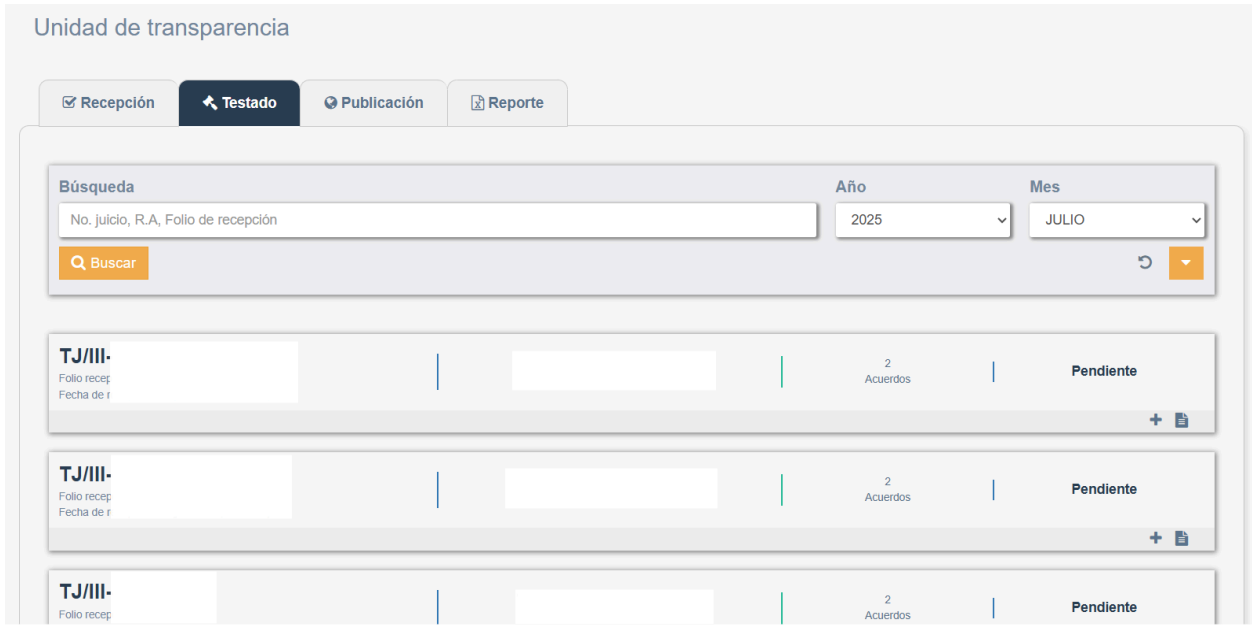 Unidad de transparencia
Recepción
Testado
Publicación
Reporte
Búsqueda Año Mes
No. juicio, R.A, Folio de recepción 2025 JULIO
Buscar
TJ/III-
Folio recep
Fecha de
2
Acuerdos
Pendiente
TJ/III-
Folio recep
Fecha de
2
Acuerdos
Pendiente
TJ/III-
Folio recep
2
Acuerdos
Pendiente